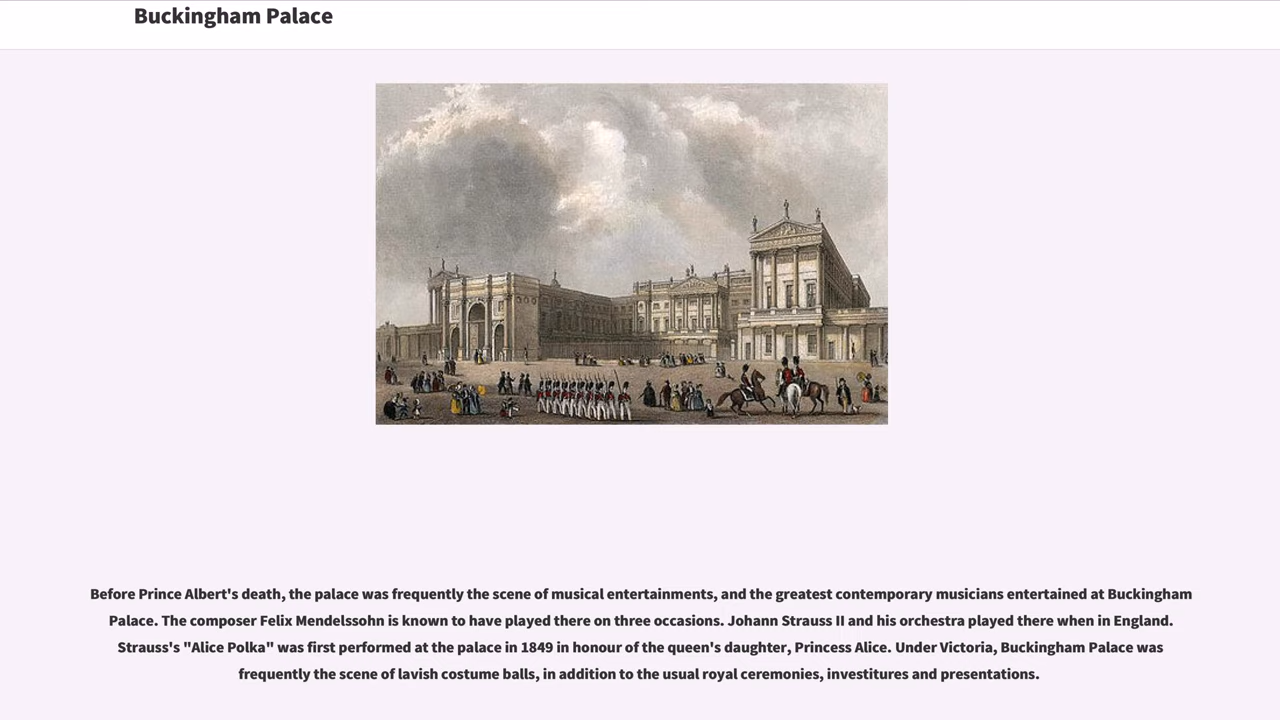 Buckingham Palace
Before Prince Albert's death, the palace was frequently the scene of musical entertainments, and the greatest contemporary musicians entertained at Buckingham
Palace. The composer Felix Mendelssohn is known to have played there on three occasions. Johann Strauss II and his orchestra played there when in England.
Strauss's "Alice Polka" was first performed at the palace in 1849 in honour of the queen's daughter, Princess Alice. Under Victoria, Buckingham Palace was
frequently the scene of lavish costume balls, in addition to the usual royal ceremonies, investitures and presentations.